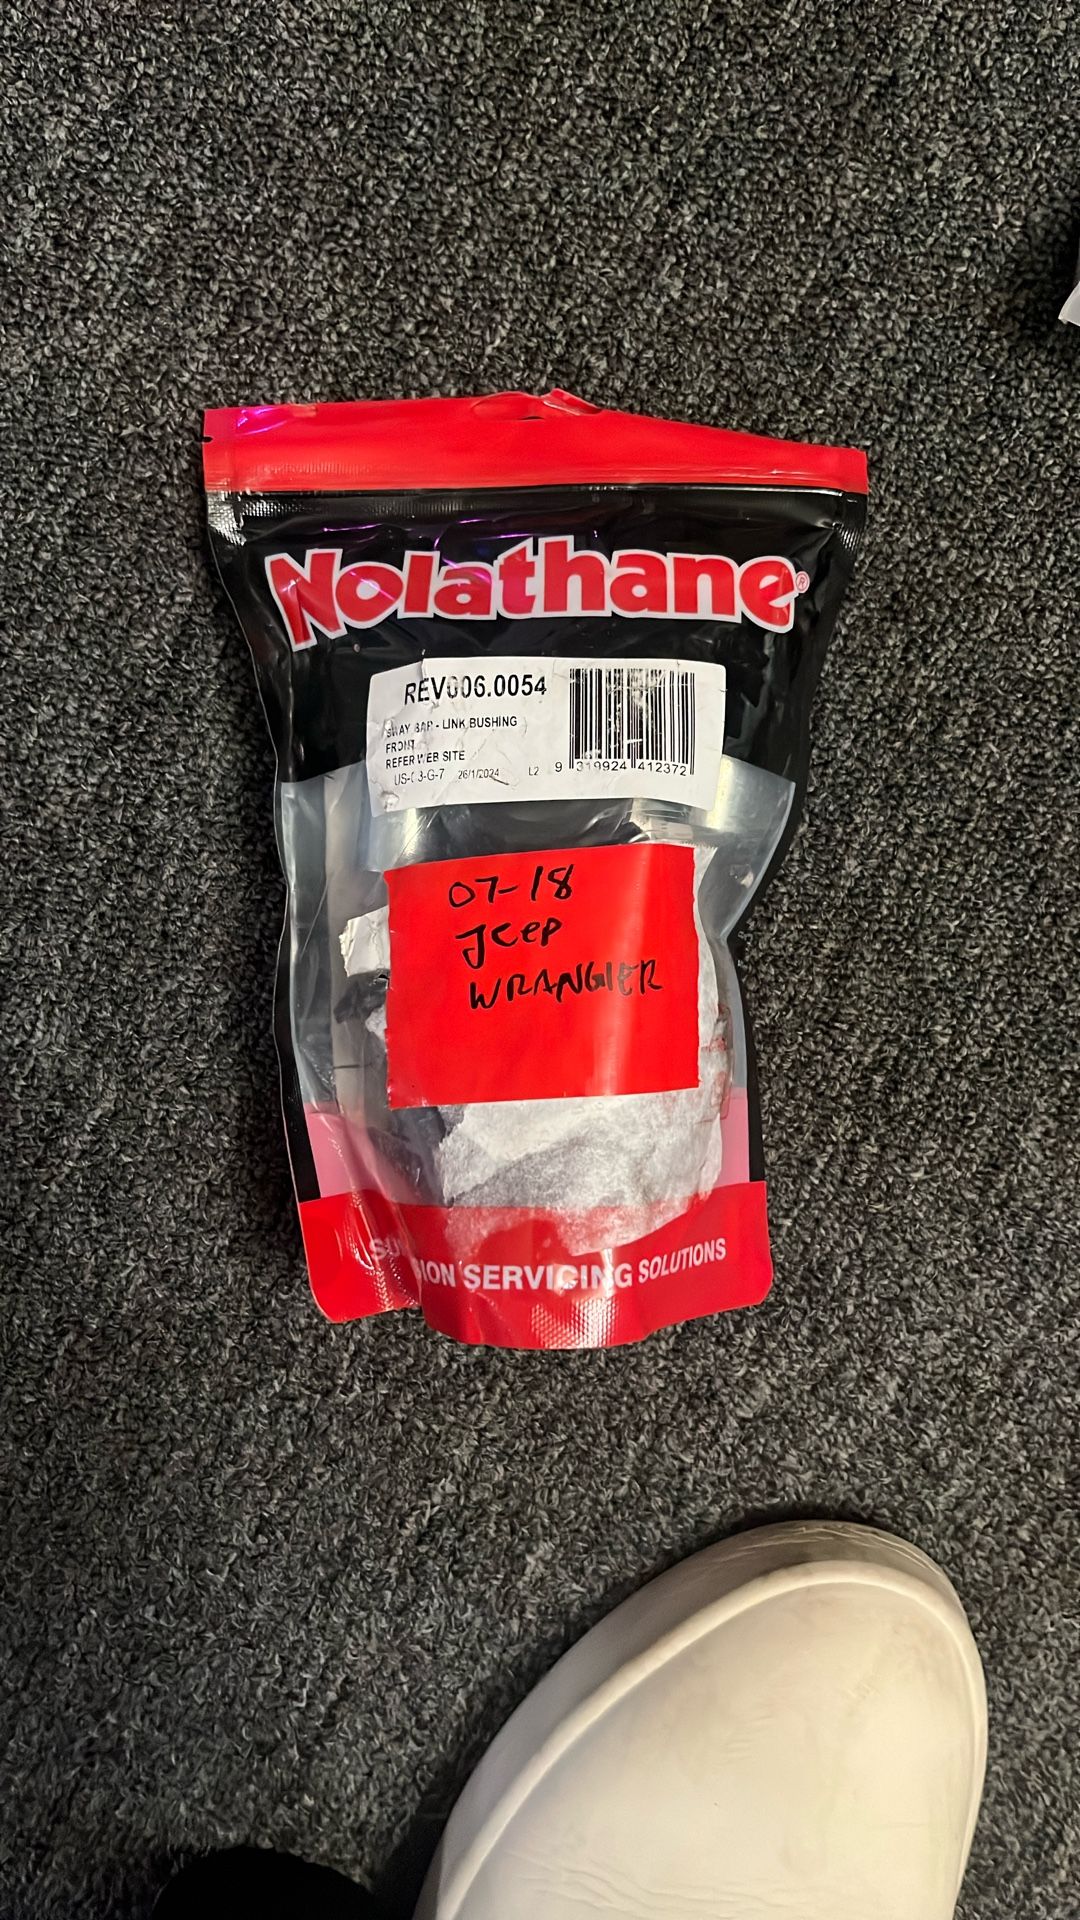 Nolathane®
REV006.0054
SWAY BAR - LINK BUSHING
FRONT
REFER WEB SITE
26/1/2024 L2
9 319924 412372
07-18
Jeep
WRANGLER
SERVICING SOLUTIONS